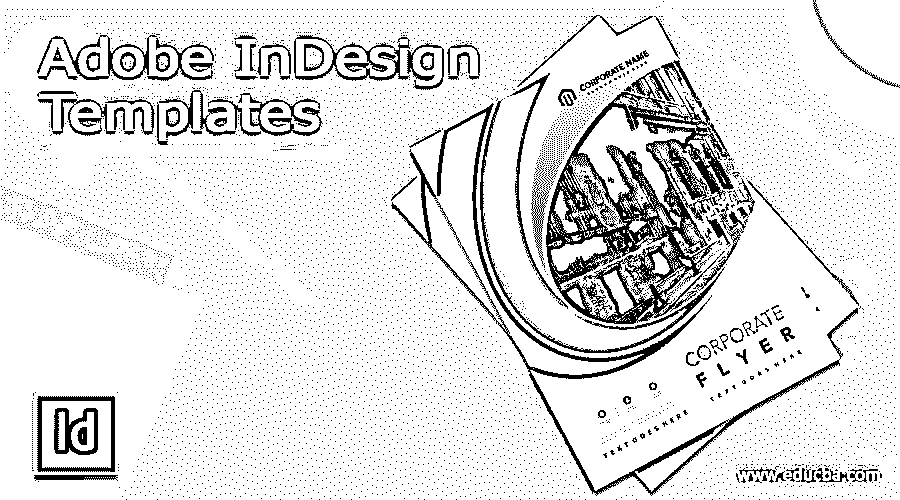 Adobe InDesign
Templates
CORPORATE NAME
CORPORATE
FLYER
TEXT GOES HERE
TEXT GOES HERE
Id
www.educba.com